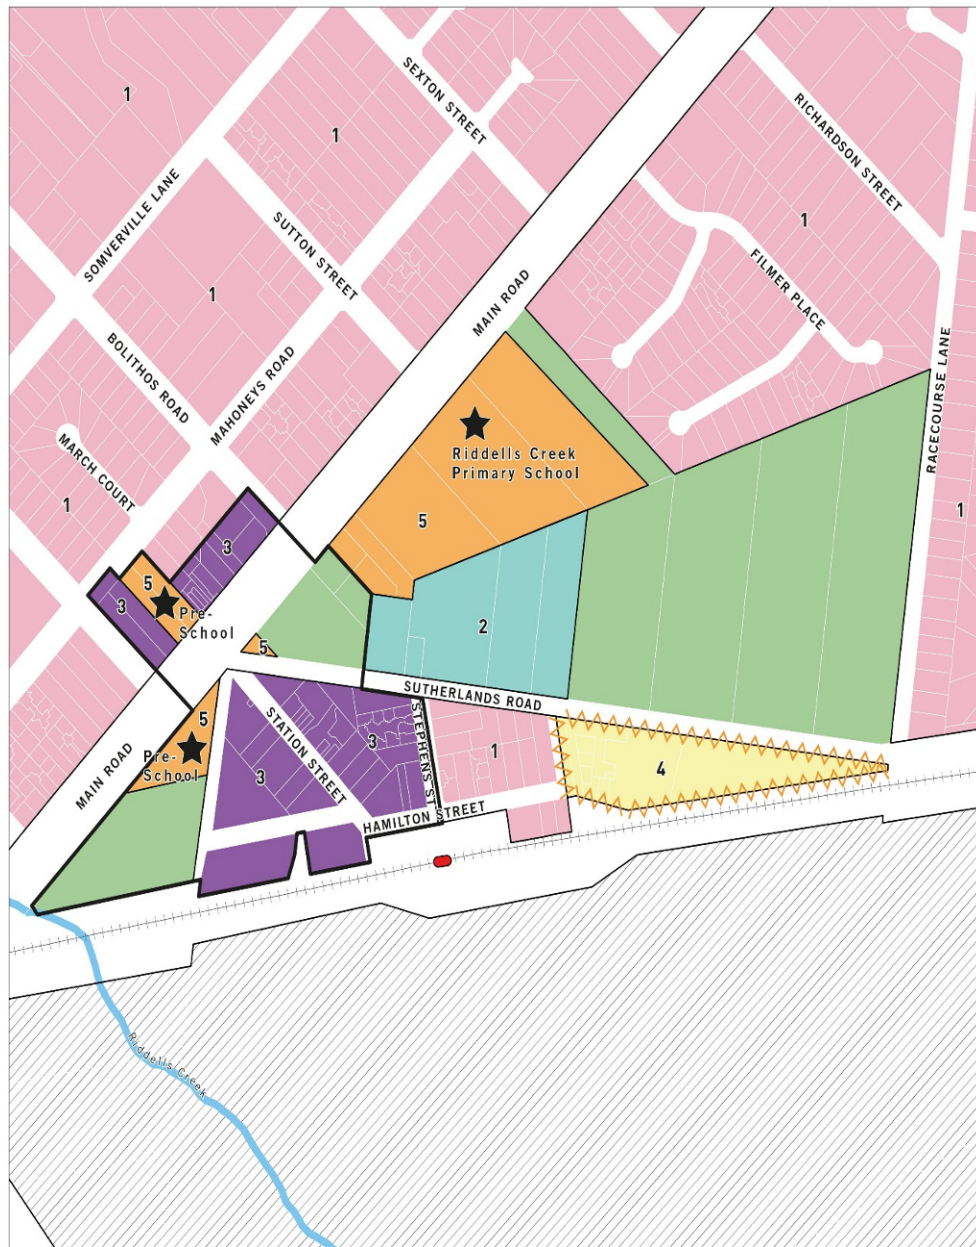 SEXTON STREET
1
1
RICHARDSON STREET
SOMVERVILLE LANE
SUTTON STREET
1
FILMER PLACE
1
MAIN ROAD
BOLITHOS ROAD
MAHONEYS ROAD
RACECOURSE LANE
MARCH COURT
Riddells Creek
Primary School
1
1
5
3
5
3
Pre-
School
2
5
SUTHERLANDS ROAD
5
STATION STREET
STEPHENS ST
3
1
Pre-
School
3
4
MAIN ROAD
HAMILTON STREET
Riddells Creek